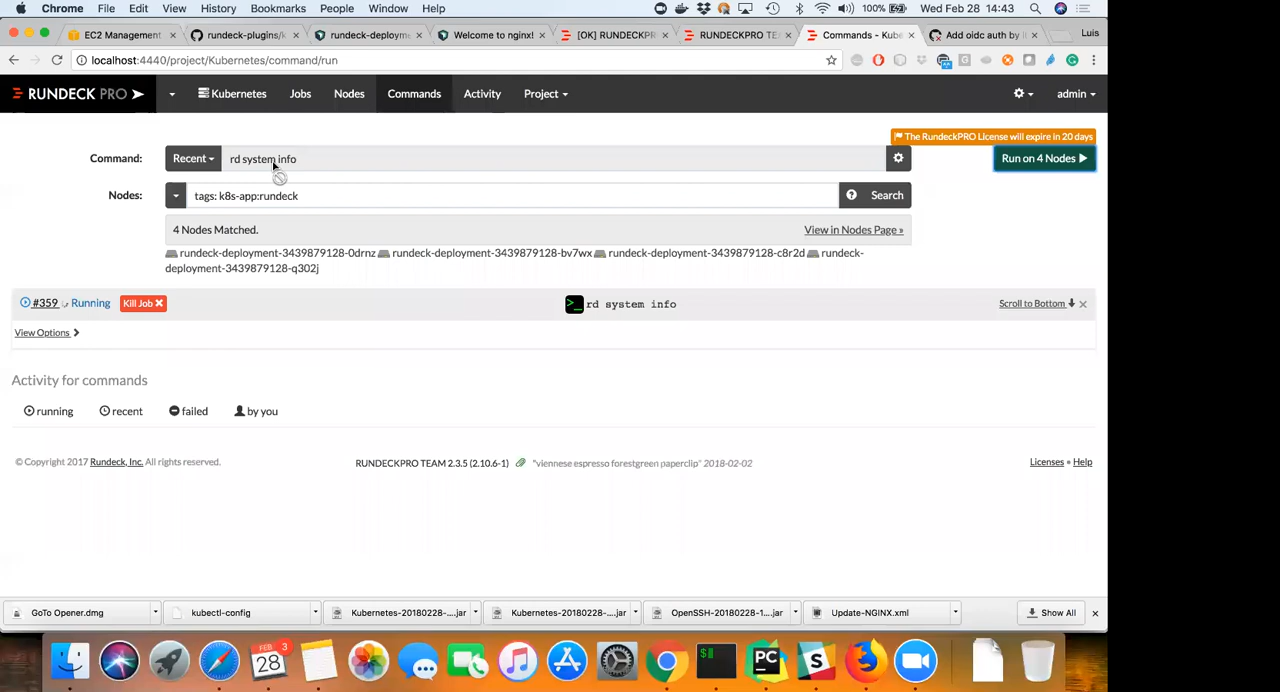 Chrome File Edit View History Bookmarks People Window Help 100% Wed Feb 28 14:43
EC2 Management rundeck-plugins/k rundeck-deploym Welcome to nginx! [OK] RUNDECKPR RUNDECKPRO TE Commands - Kube Add oidc auth by l Luis
localhost:4440/project/Kubernetes/command/run
RUNDECK PRO Kubernetes Jobs Nodes Commands Activity Project admin
The RundeckPRO License will expire in 20 days
Command: Recent rd system info Run on 4 Nodes
Nodes: tags: k8s-app:rundeck Search
4 Nodes Matched. View in Nodes Page »
rundeck-deployment-3439879128-0drnz rundeck-deployment-3439879128-bv7wx rundeck-deployment-3439879128-c8r2d rundeck-
deployment-3439879128-q302j
#359 Running Kill Job >_ rd system info Scroll to Bottom
View Options
Activity for commands
running recent failed by you
© Copyright 2017 Rundeck, Inc. All rights reserved. RUNDECKPRO TEAM 2.3.5 (2.10.6-1) "viennese espresso forestgreen paperclip" 2018-02-02 Licenses • Help
GoTo Opener.dmg kubectl-config Kubernetes-20180228-....jar Kubernetes-20180228-....jar OpenSSH-20180228-1....jar Update-NGINX.xml Show All
FEB 3
28 $ PC S